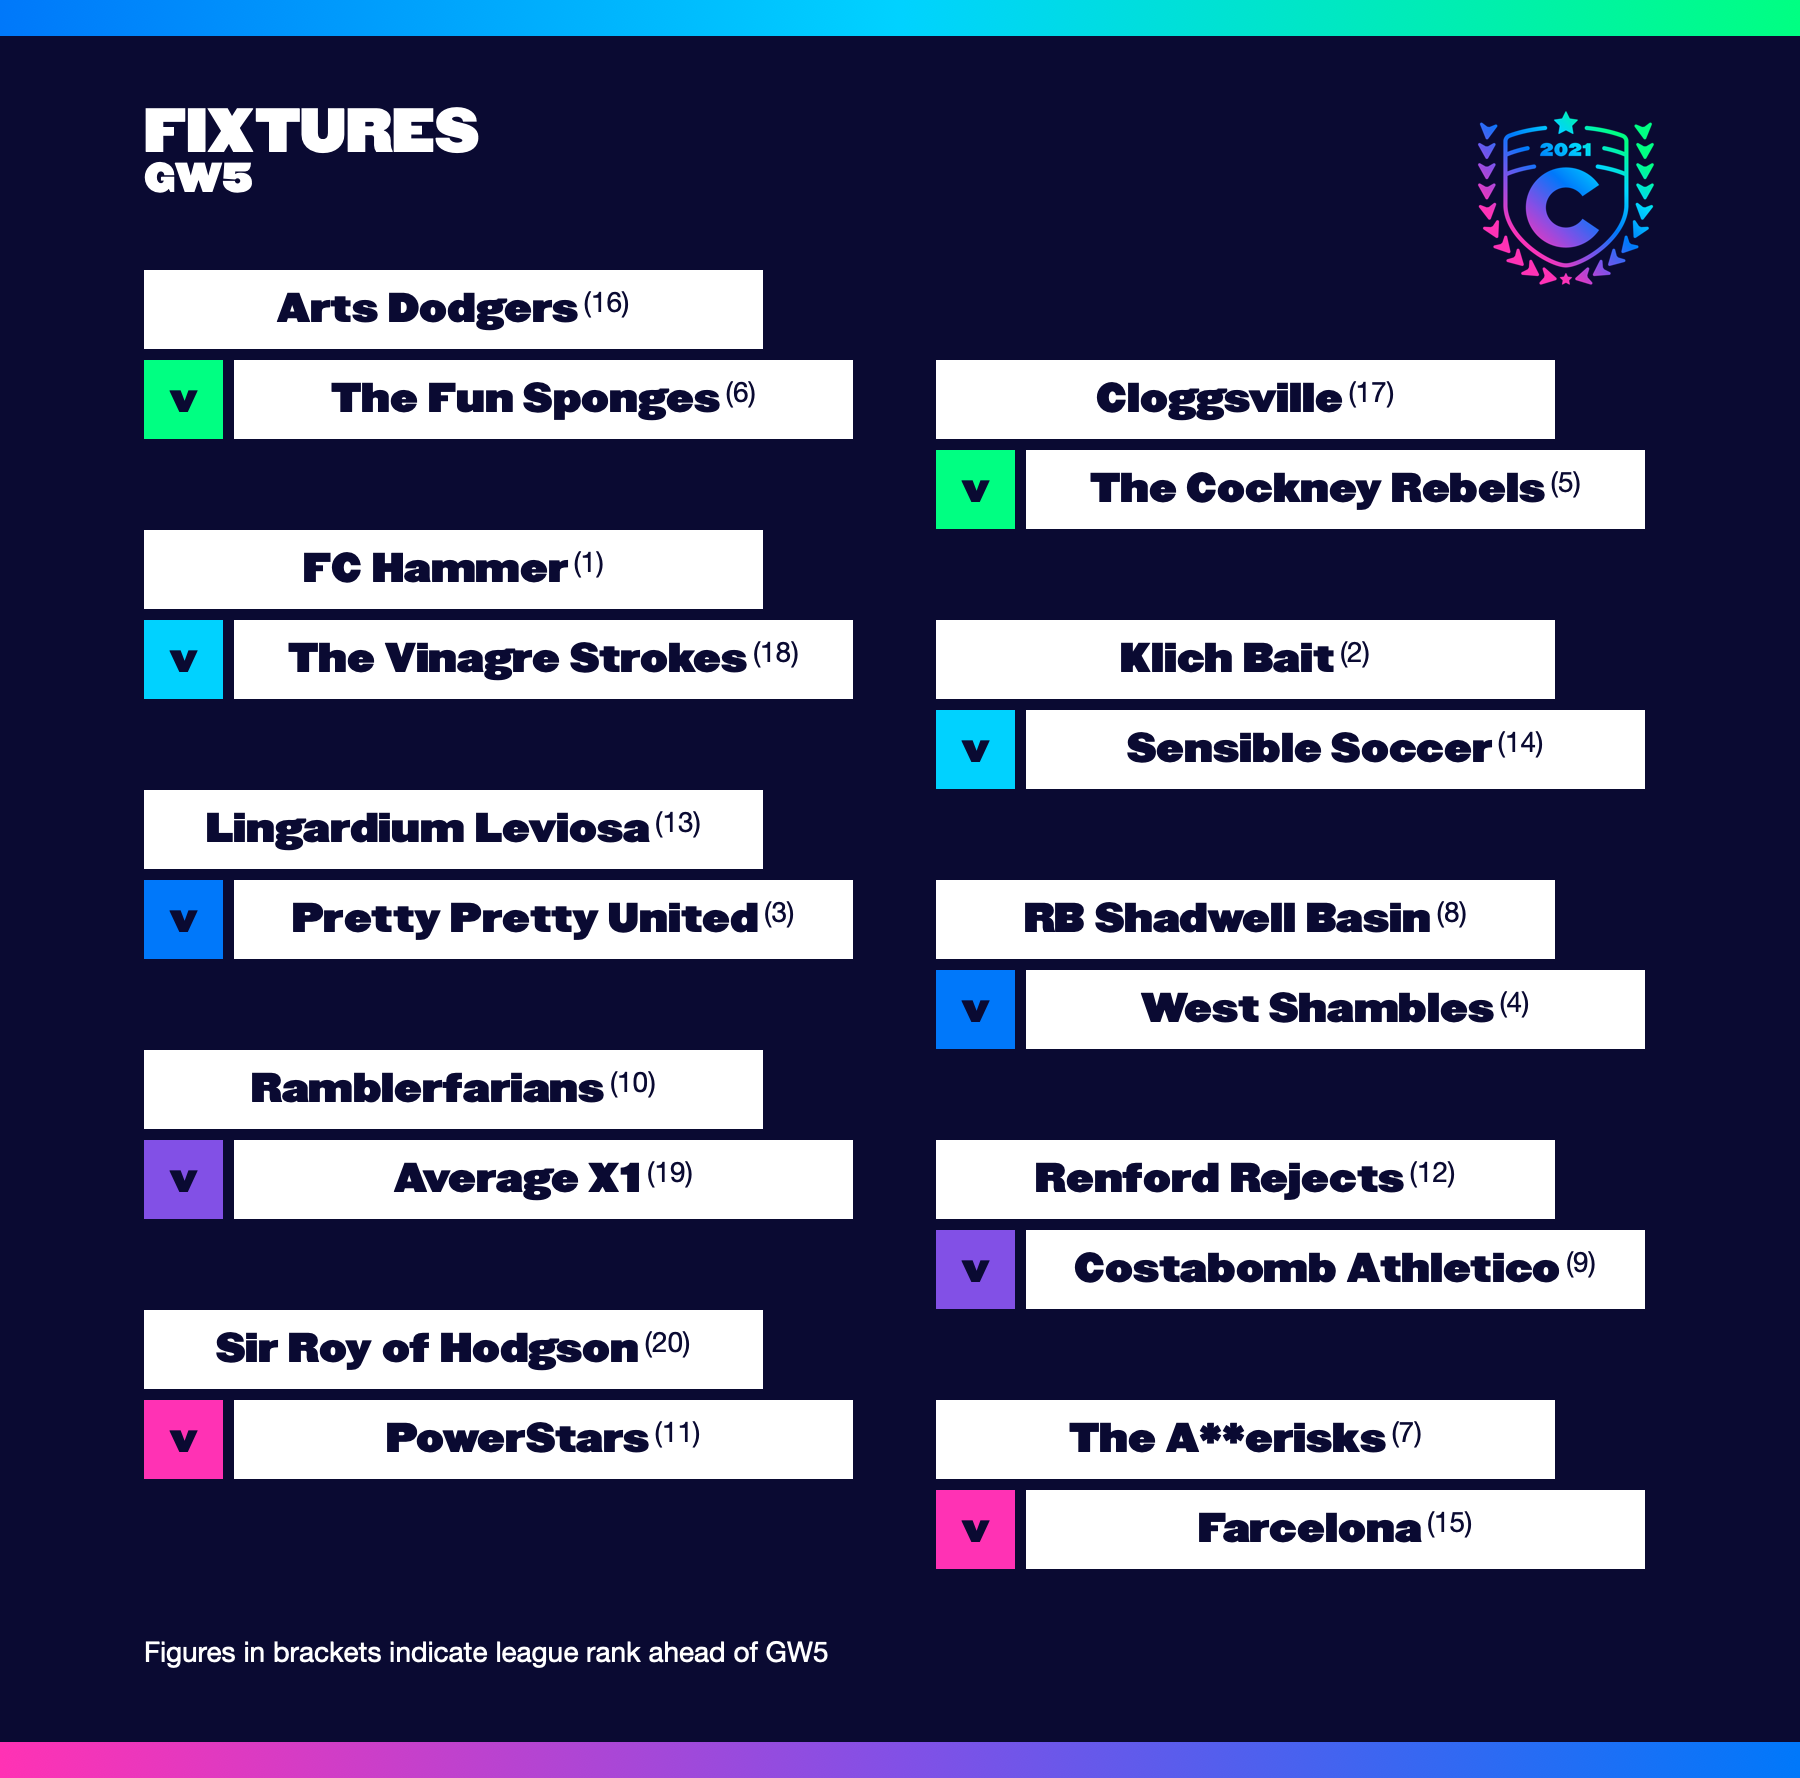 FIXTURES
GW5
2021
C
Arts Dodgers (16)
v The Fun Sponges (6)
Cloggsville (17)
v The Cockney Rebels (5)
FC Hammer (1)
v The Vinagre Strokes (18)
Klich Bait (2)
v Sensible Soccer (14)
Lingardium Leviosa (13)
v Pretty Pretty United (3)
RB Shadwell Basin (8)
v West Shambles (4)
Ramblerfarians (10)
v Average X1 (19)
Renford Rejects (12)
v Costabomb Athletico (9)
Sir Roy of Hodgson (20)
v PowerStars (11)
The A**erisks (7)
v Farcelona (15)
Figures in brackets indicate league rank ahead of GW5